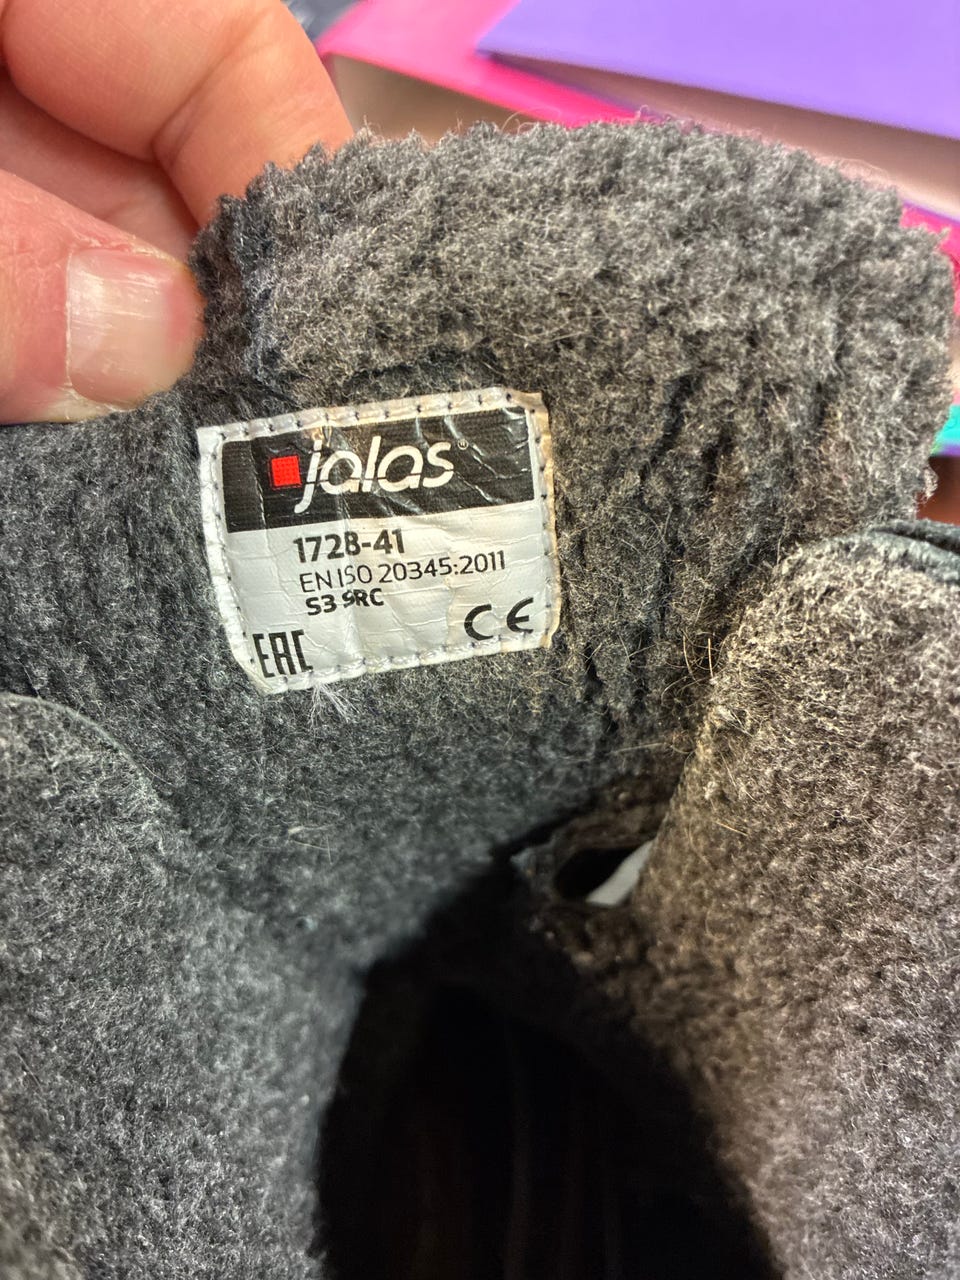 jalas®
1728-41
EN ISO 20345:2011
S3 SRC
EAC
CE